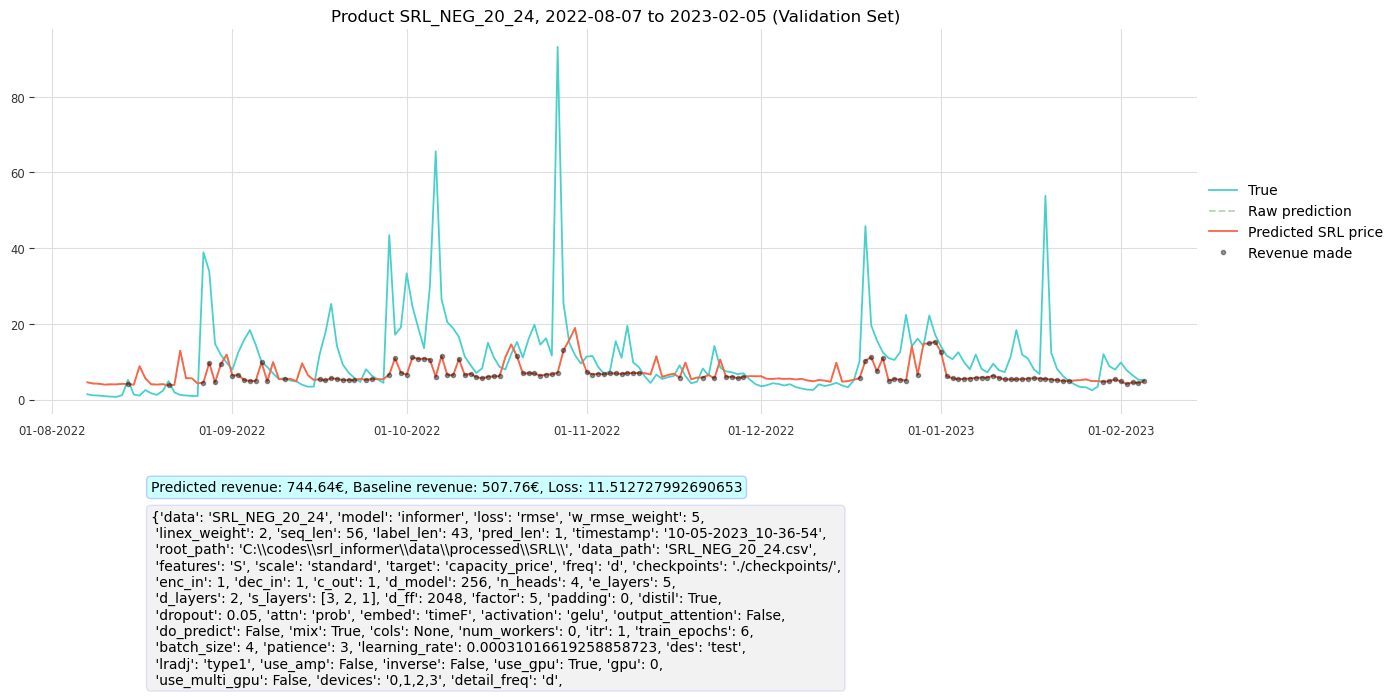 Product SRL_NEG_20_24, 2022-08-07 to 2023-02-05 (Validation Set)
80
60
40
20
0
01-08-2022 01-09-2022 01-10-2022 01-11-2022 01-12-2022 01-01-2023 01-02-2023
True
Raw prediction
Predicted SRL price
Revenue made
Predicted revenue: 744.64€, Baseline revenue: 507.76€, Loss: 11.512727992690653
{'data': 'SRL_NEG_20_24', 'model': 'informer', 'loss': 'rmse', 'w_rmse_weight': 5,
'linex_weight': 2, 'seq_len': 56, 'label_len': 43, 'pred_len': 1, 'timestamp': '10-05-2023_10-36-54',
'root_path': 'C:\\codes\\srl_informer\\data\\processed\\SRL\\', 'data_path': 'SRL_NEG_20_24.csv',
'features': 'S', 'scale': 'standard', 'target': 'capacity_price', 'freq': 'd', 'checkpoints': './checkpoints/',
'enc_in': 1, 'dec_in': 1, 'c_out': 1, 'd_model': 256, 'n_heads': 4, 'e_layers': 5,
'd_layers': 2, 's_layers': [3, 2, 1], 'd_ff': 2048, 'factor': 5, 'padding': 0, 'distil': True,
'dropout': 0.05, 'attn': 'prob', 'embed': 'timeF', 'activation': 'gelu', 'output_attention': False,
'do_predict': False, 'mix': True, 'cols': None, 'num_workers': 0, 'itr': 1, 'train_epochs': 6,
'batch_size': 4, 'patience': 3, 'learning_rate': 0.00031016619258858723, 'des': 'test',
'lradj': 'type1', 'use_amp': False, 'inverse': False, 'use_gpu': True, 'gpu': 0,
'use_multi_gpu': False, 'devices': '0,1,2,3', 'detail_freq': 'd',